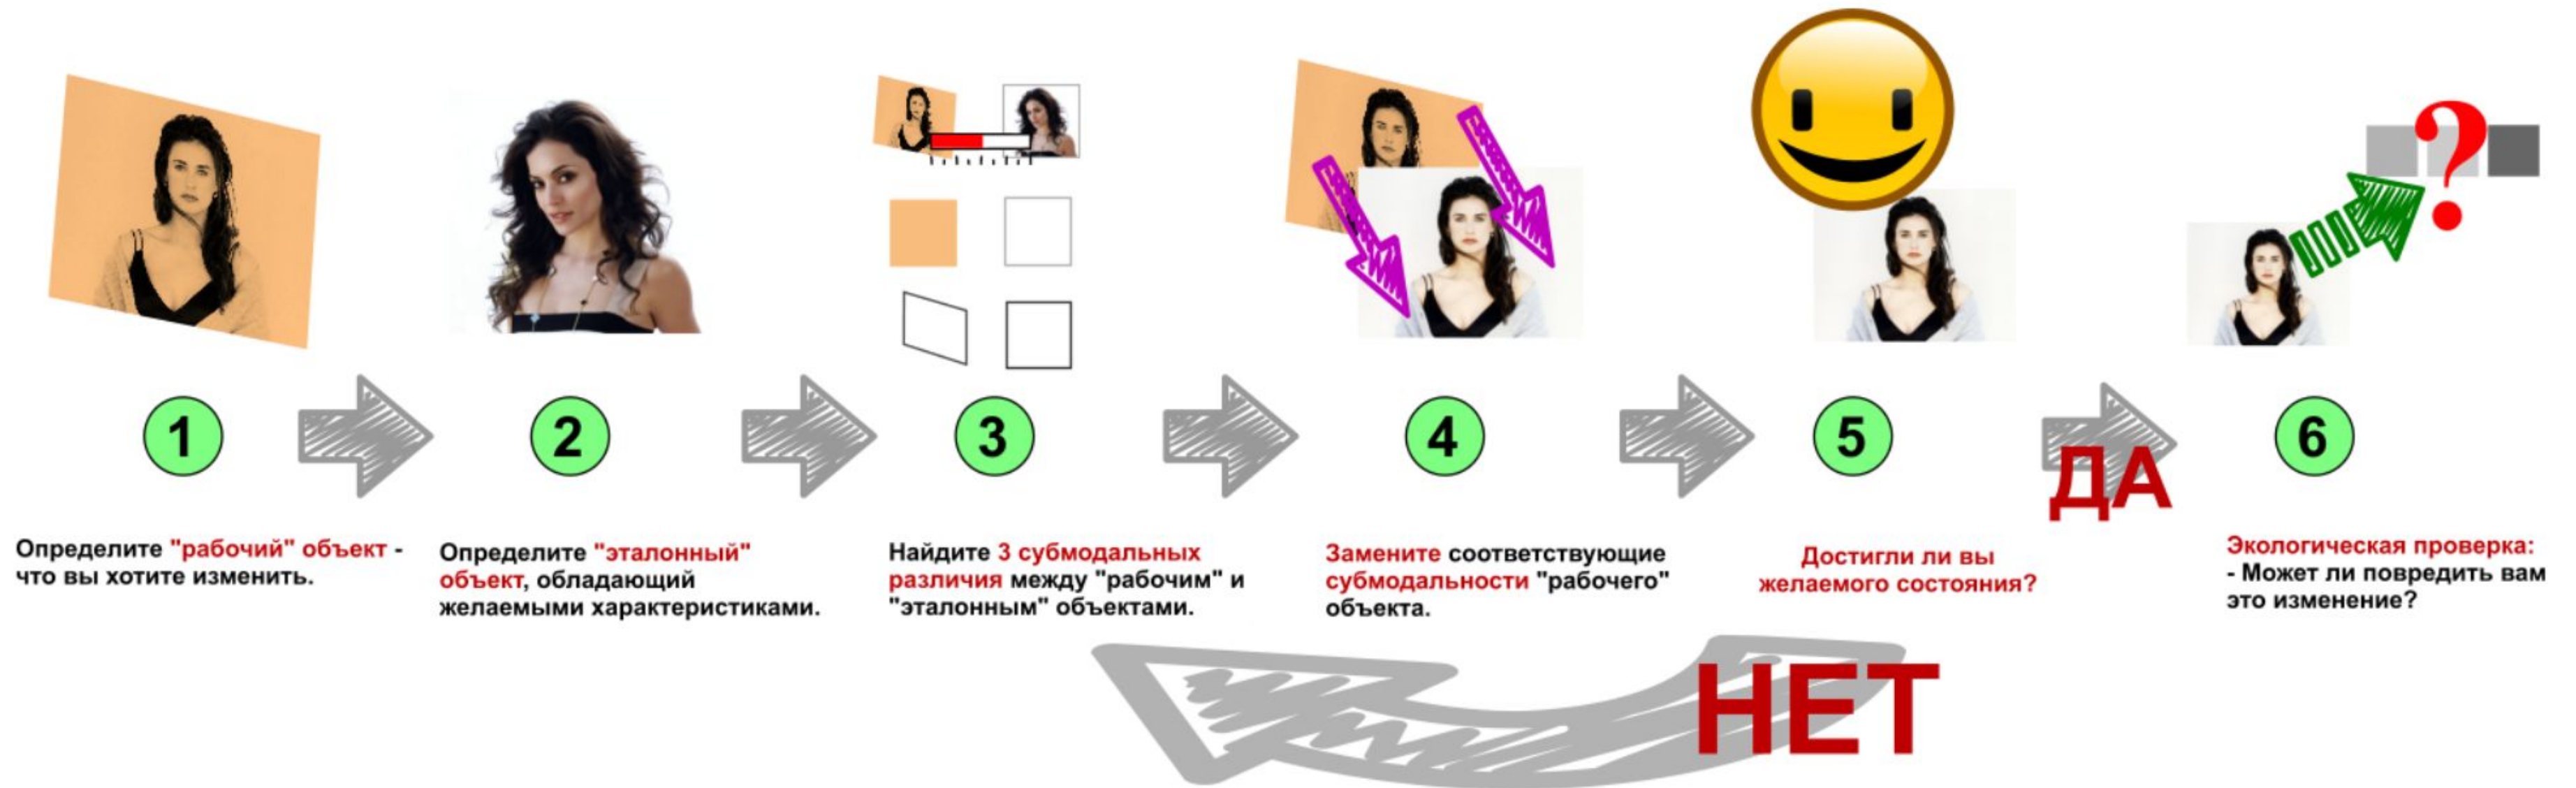 1
2
3
4
5
6
ДА
Определите "рабочий" объект -
что вы хотите изменить.
Определите "эталонный"
объект, обладающий
желаемыми характеристиками.
Найдите 3 субмодальных
различия между "рабочим" и
"эталонным" объектами.
Замените соответствующие
субмодальности "рабочего"
объекта.
Достигли ли вы
желаемого состояния?
Экологическая проверка:
- Может ли повредить вам
это изменение?
НЕТ
?